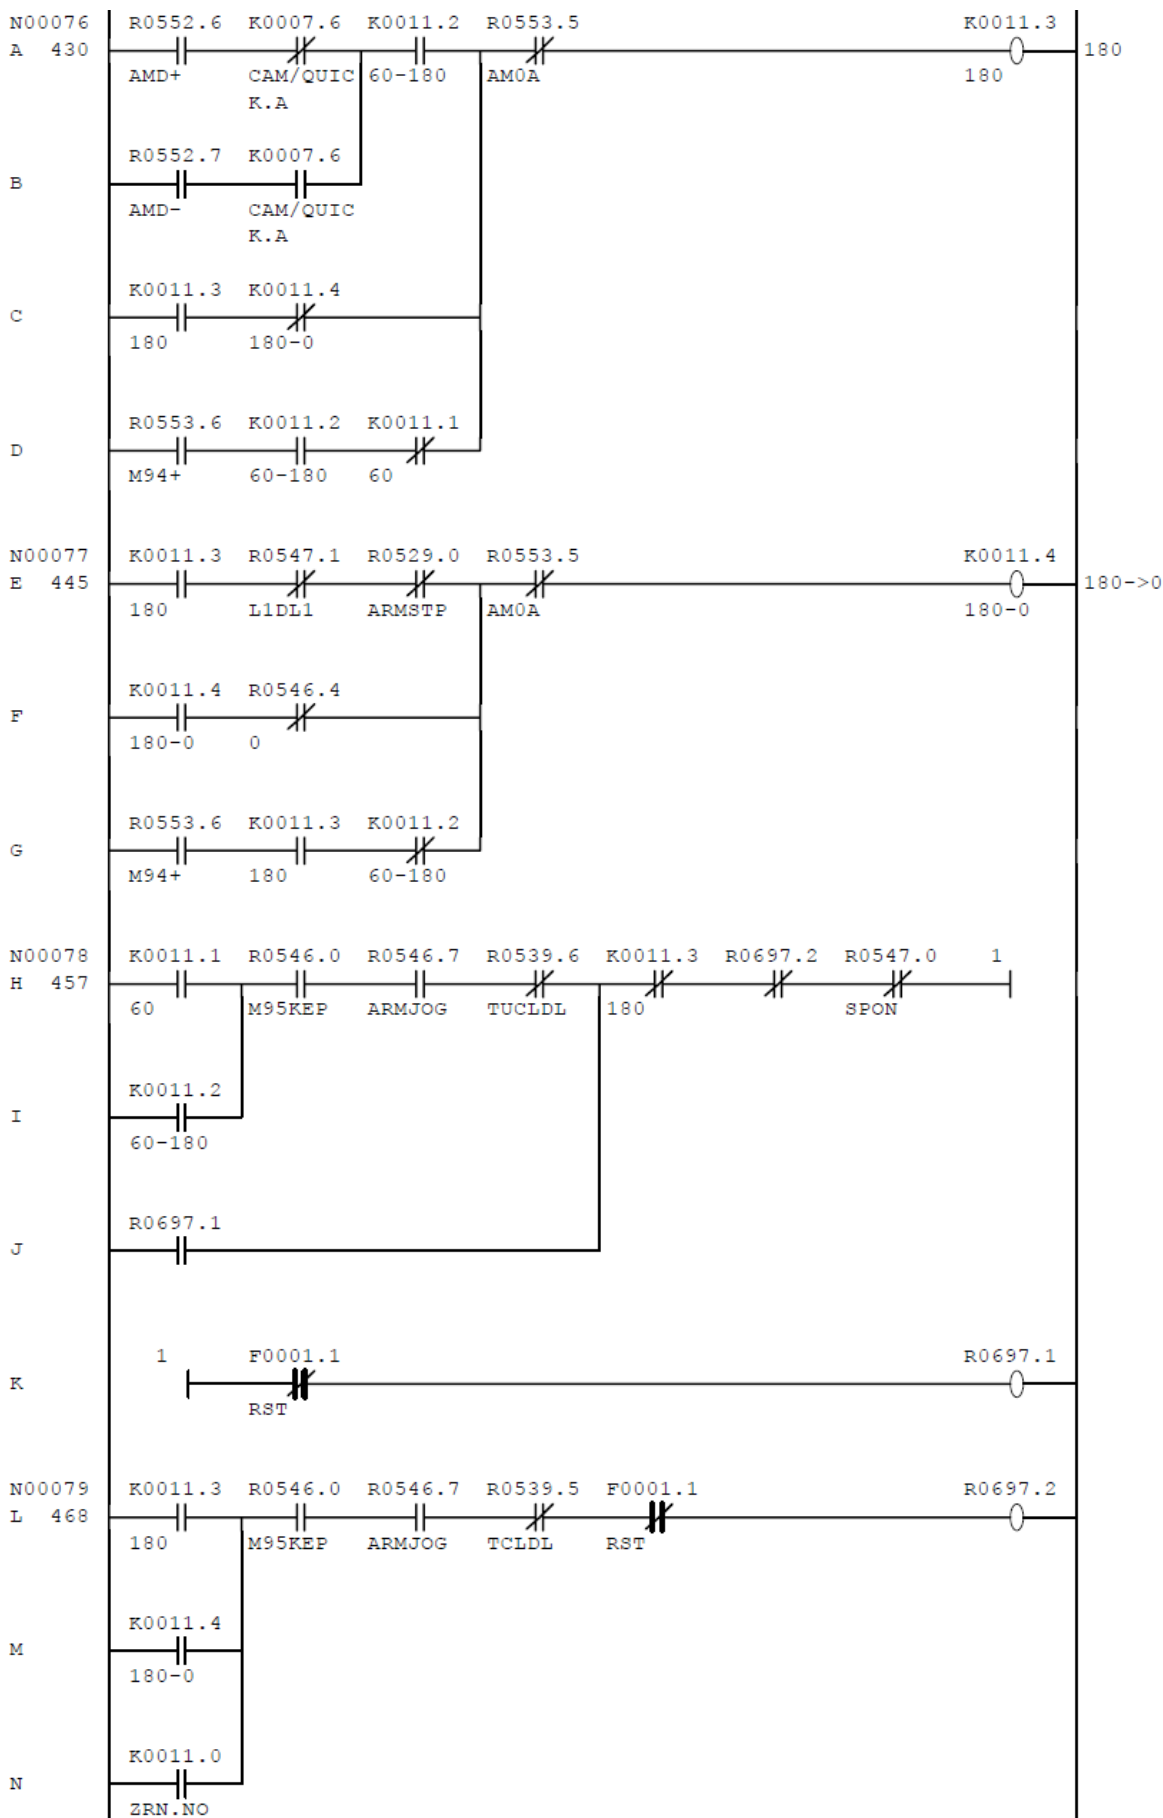 N00076 R0552.6 K0007.6 K0011.2 R0553.5 K0011.3
A 430 180
AMD+ CAM/QUIC 60-180 AM0A 180
K.A
R0552.7 K0007.6
B
AMD- CAM/QUIC
K.A
K0011.3 K0011.4
C
180 180-0
R0553.6 K0011.2 K0011.1
D
M94+ 60-180 60
N00077 K0011.3 R0547.1 R0529.0 R0553.5 K0011.4
E 445 180->0
180 L1DL1 ARMSTP AM0A 180-0
K0011.4 R0546.4
F
180-0 0
R0553.6 K0011.3 K0011.2
G
M94+ 180 60-180
N00078 K0011.1 R0546.0 R0546.7 R0539.6 K0011.3 R0697.2 R0547.0 1
H 457
60 M95KEP ARMJOG TUCLDL 180 SPON
K0011.2
I
60-180
R0697.1
J
1 F0001.1 R0697.1
K
RST
N00079 K0011.3 R0546.0 R0546.7 R0539.5 F0001.1 R0697.2
L 468
180 M95KEP ARMJOG TCLDL RST
K0011.4
M
180-0
K0011.0
N
ZRN.NO